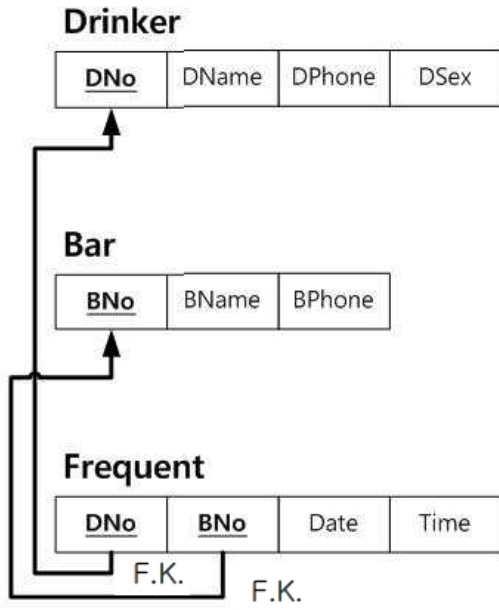 Drinker
DNo DName DPhone DSex
Bar
BNo BName BPhone
Frequent
DNo BNo Date Time
F.K.
F.K.